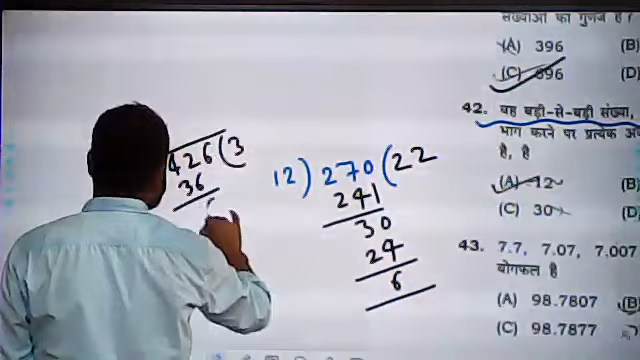 संख्याओं का गुणज है ?
(A) 396 (B)
(C) 696 (D)
42. वह बड़ी-से-बड़ी संख्या,
भाग करने पर प्रत्येक
है, है
(A) 12 (B)
(C) 30 (D)
43. 7.7, 7.07, 7.007
योगफल है
(A) 98.7807 (B)
(C) 98.7877
426(3
36
12)270(22
241
30
24
6